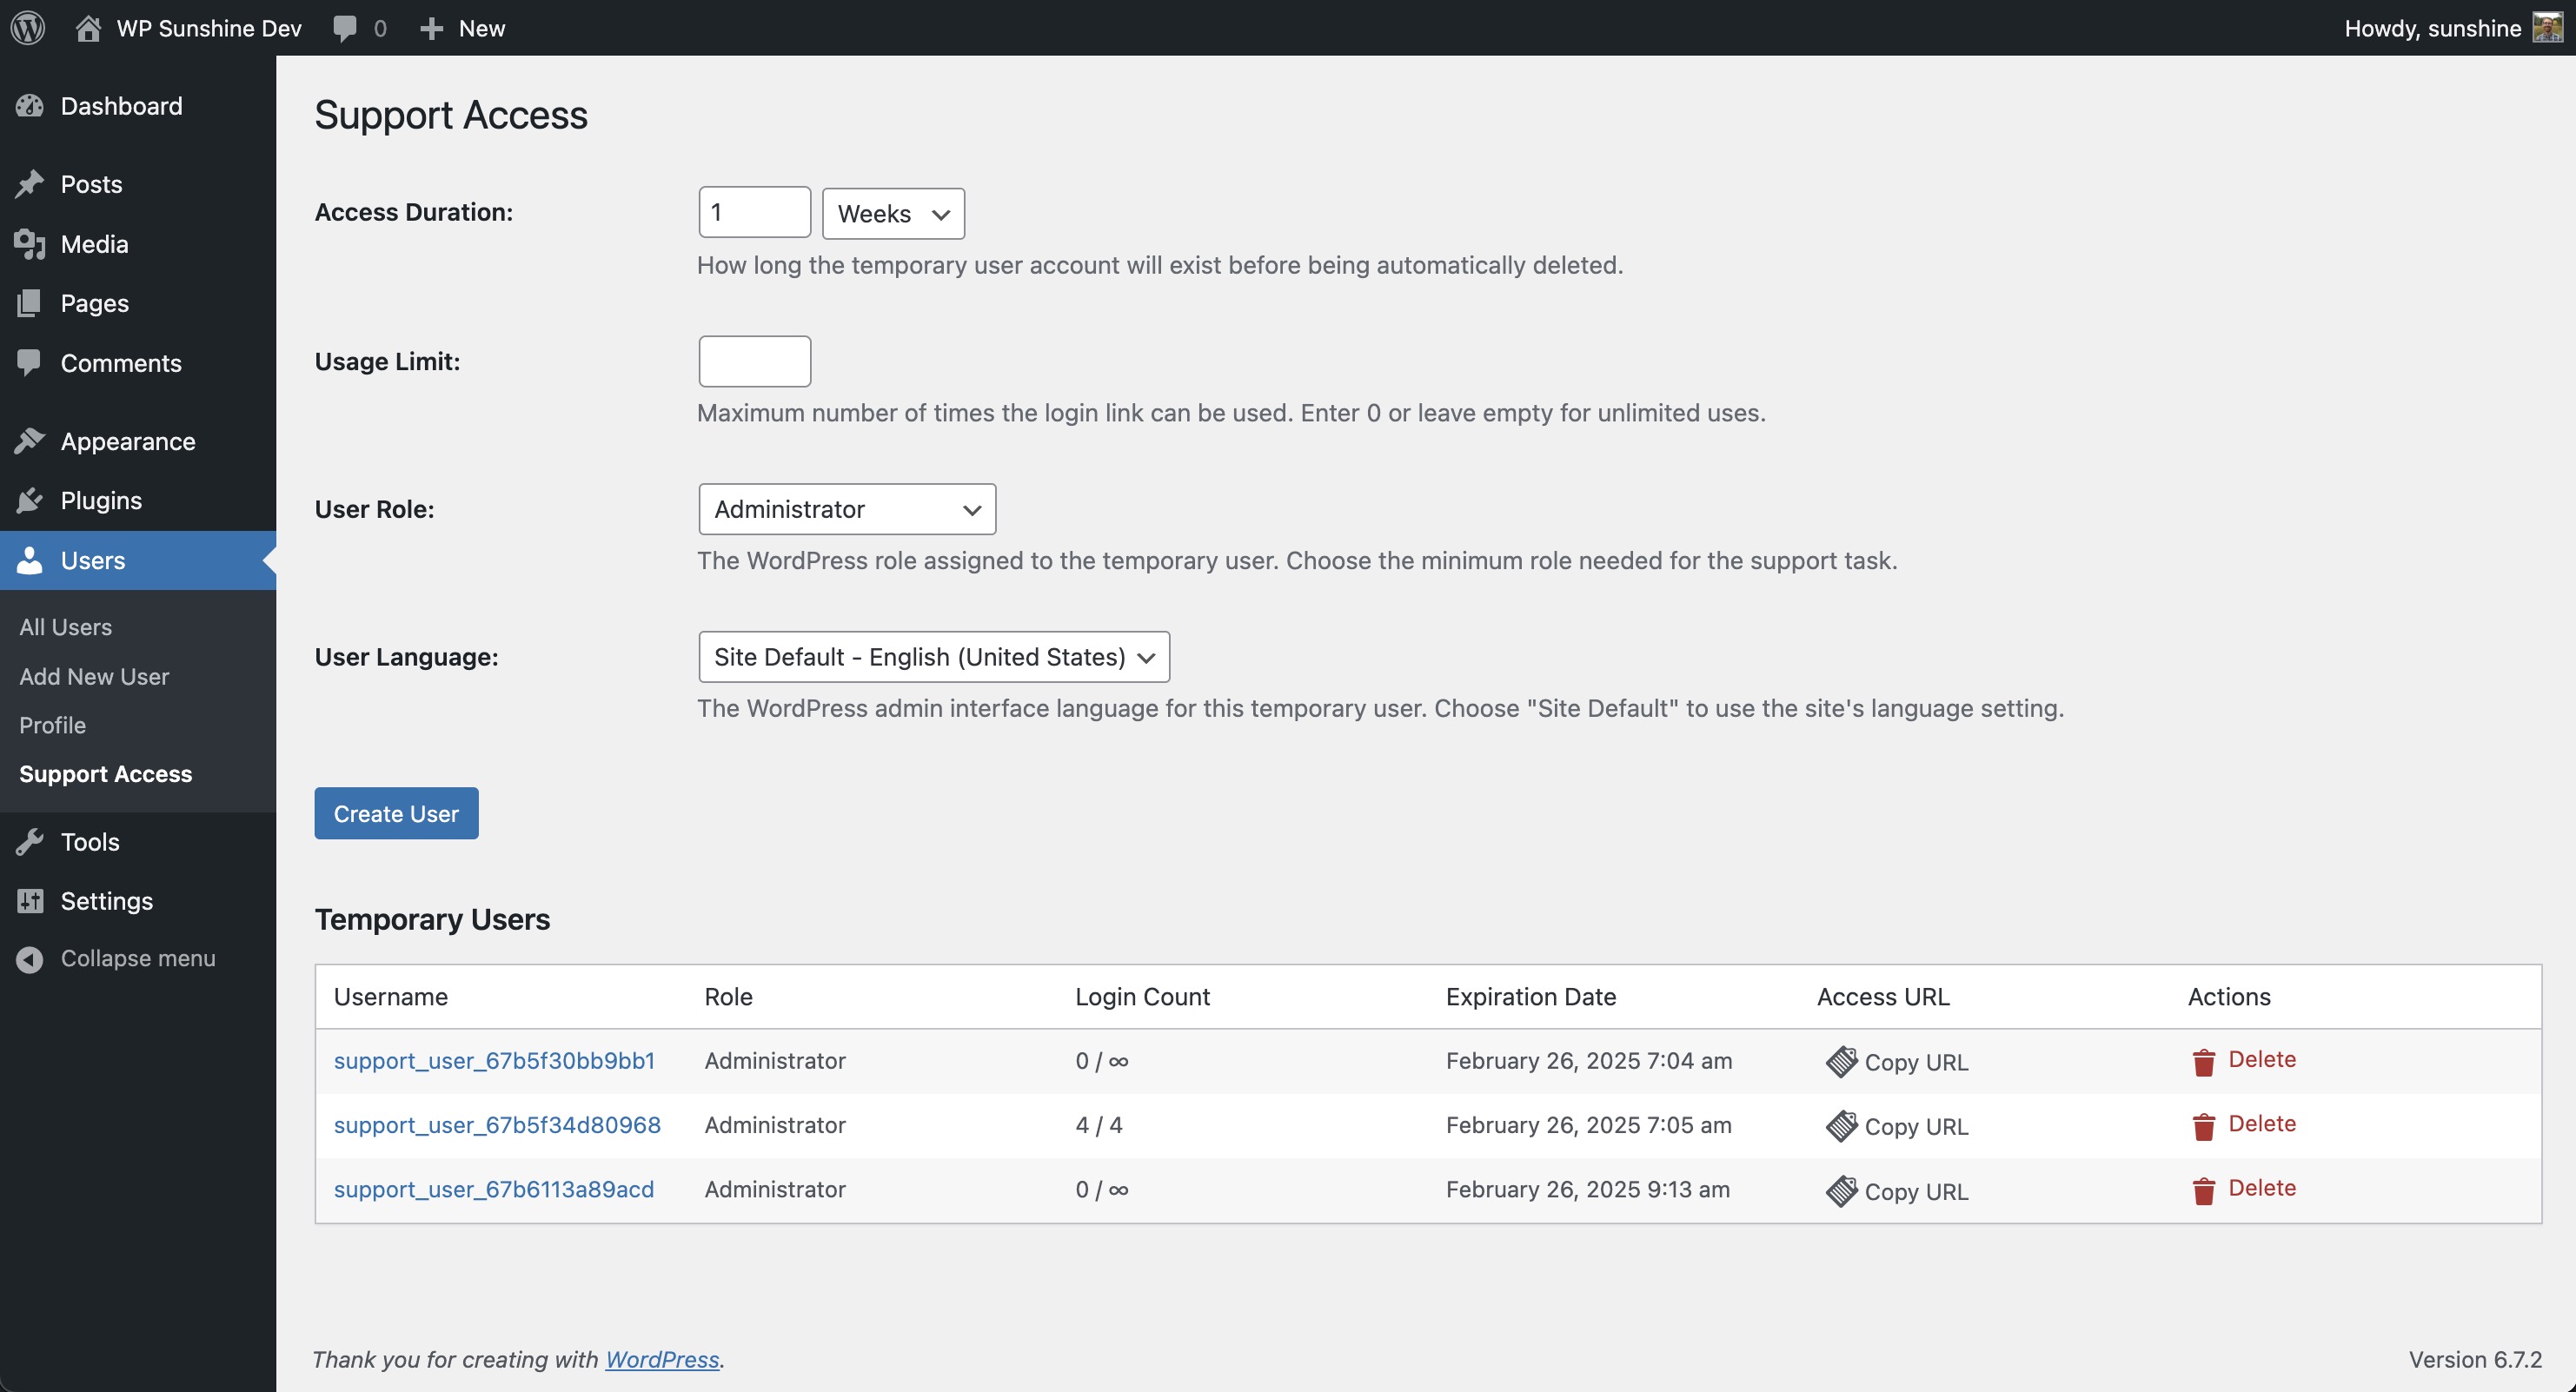 WP Sunshine Dev 0 New Howdy, sunshine
Dashboard
Posts
Media
Pages
Comments
Appearance
Plugins
Users
All Users
Add New User
Profile
Support Access
Tools
Settings
Collapse menu
Support Access
Access Duration: 1 Weeks
How long the temporary user account will exist before being automatically deleted.
Usage Limit:
Maximum number of times the login link can be used. Enter 0 or leave empty for unlimited uses.
User Role: Administrator
The WordPress role assigned to the temporary user. Choose the minimum role needed for the support task.
User Language: Site Default - English (United States)
The WordPress admin interface language for this temporary user. Choose "Site Default" to use the site's language setting.
Create User
Temporary Users
Username Role Login Count Expiration Date Access URL Actions
support_user_67b5f30bb9bb1 Administrator 0 / ∞ February 26, 2025 7:04 am Copy URL Delete
support_user_67b5f34d80968 Administrator 4 / 4 February 26, 2025 7:05 am Copy URL Delete
support_user_67b6113a89acd Administrator 0 / ∞ February 26, 2025 9:13 am Copy URL Delete
Thank you for creating with WordPress. Version 6.7.2